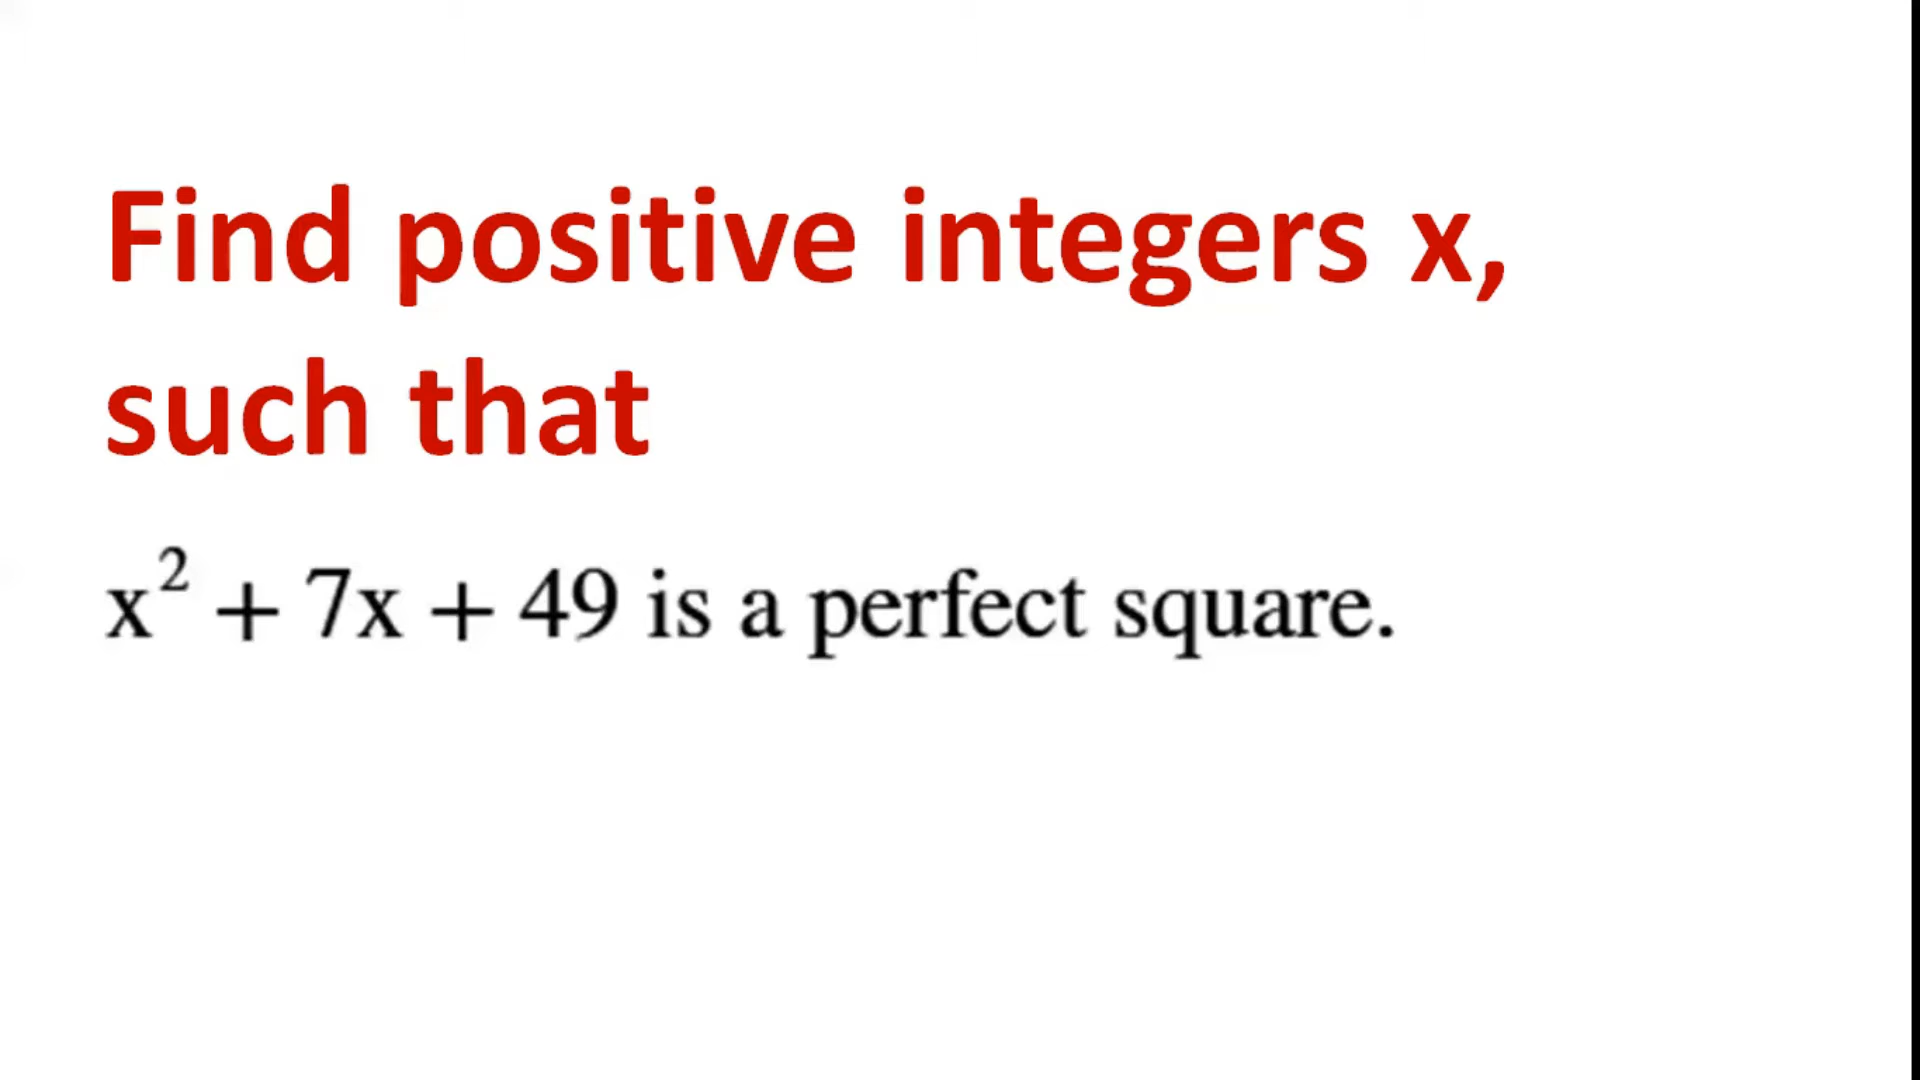 Find positive integers x,
such that
x² + 7x + 49 is a perfect square.